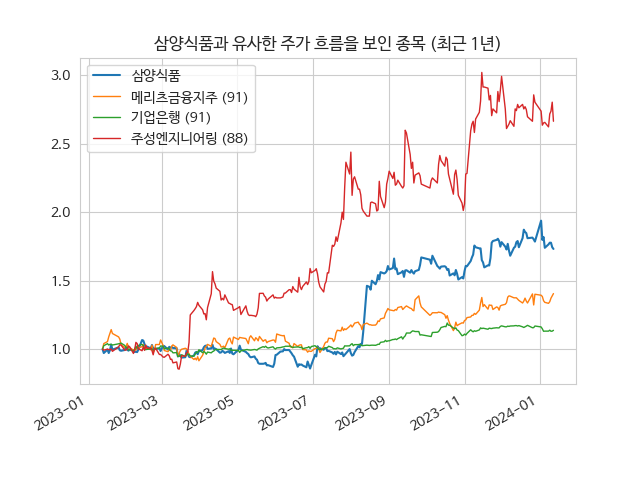 삼양식품과 유사한 주가 흐름을 보인 종목 (최근 1년)
삼양식품
메리츠금융지주 (91)
기업은행 (91)
주성엔지니어링 (88)
3.0
2.5
2.0
1.5
1.0
2023-01
2023-03
2023-05
2023-07
2023-09
2023-11
2024-01